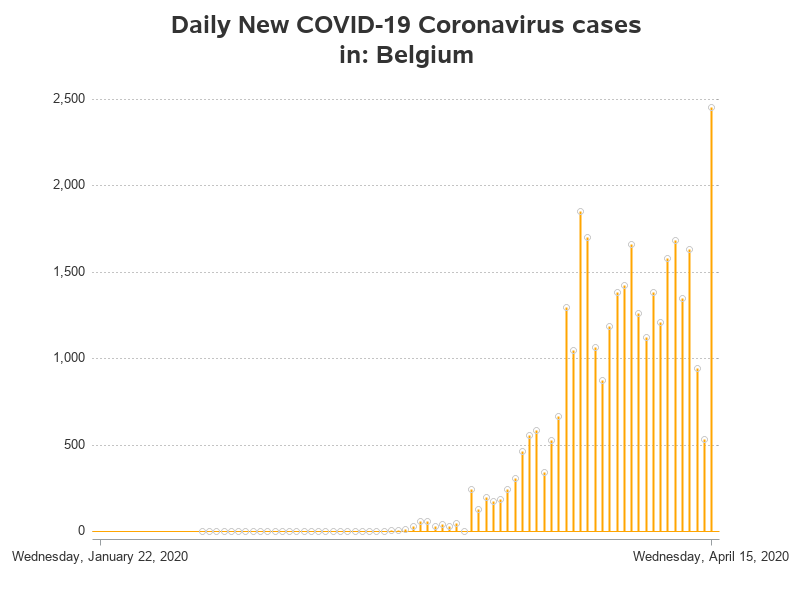 Daily New COVID-19 Coronavirus cases
in: Belgium
2,500
2,000
1,500
1,000
500
0
Wednesday, January 22, 2020 Wednesday, April 15, 2020